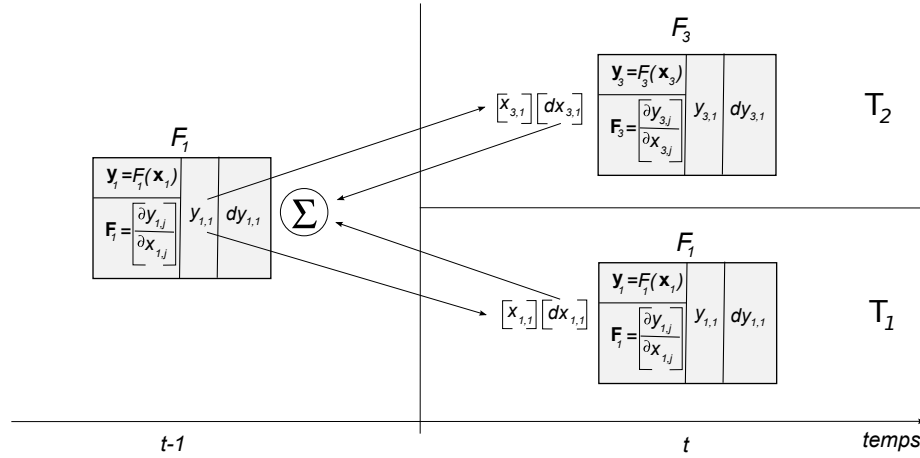 F₃
y₃=F₃(x₃)
F₃=[∂y₃,ⱼ/∂x₃,ⱼ]
y₃,₁
dy₃,₁
[x₃,₁] [dx₃,₁]
T₂
F₁
y₁=F₁(x₁)
F₁=[∂y₁,ⱼ/∂x₁,ⱼ]
y₁,₁
dy₁,₁
Σ
F₁
y₁=F₁(x₁)
F₁=[∂y₁,ⱼ/∂x₁,ⱼ]
y₁,₁
dy₁,₁
[x₁,₁] [dx₁,₁]
T₁
t-1
t
temps